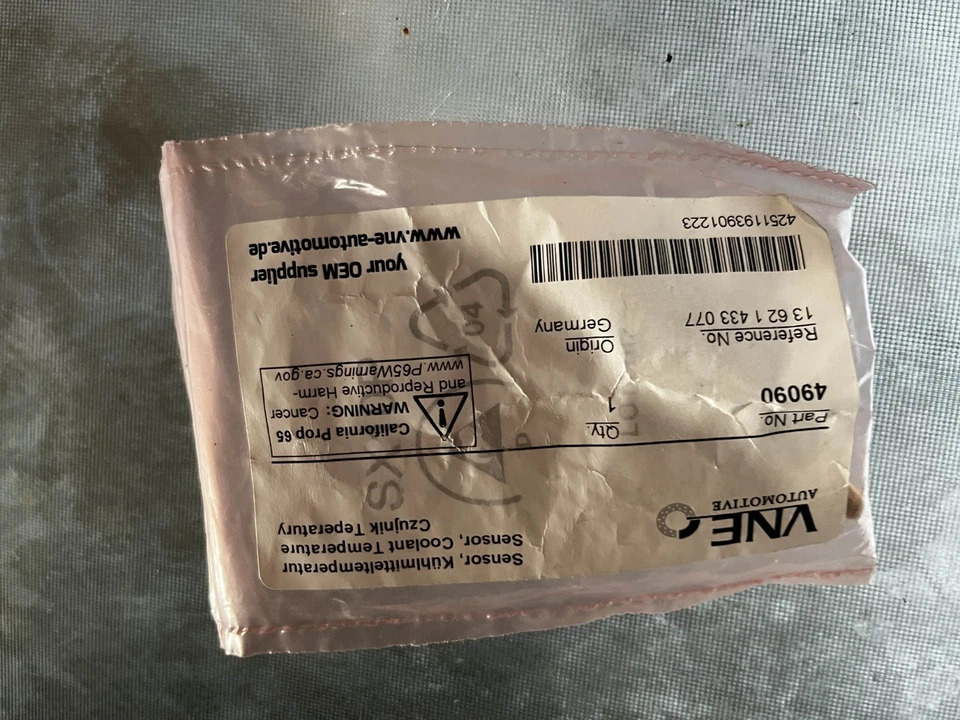 VNE
AUTOMOTIVE
Sensor, Kühlmitteltemperatur
Sensor, Coolant Temperature
Czujnik Teperatury
Part No.
49090
Qty.
1
California Prop 65
WARNING: Cancer
and Reproductive Harm-
www.P65Warnings.ca.gov
Reference No.
13 62 1 433 077
Origin
Germany
your OEM supplier
www.vne-automotive.de
4251193901223
04